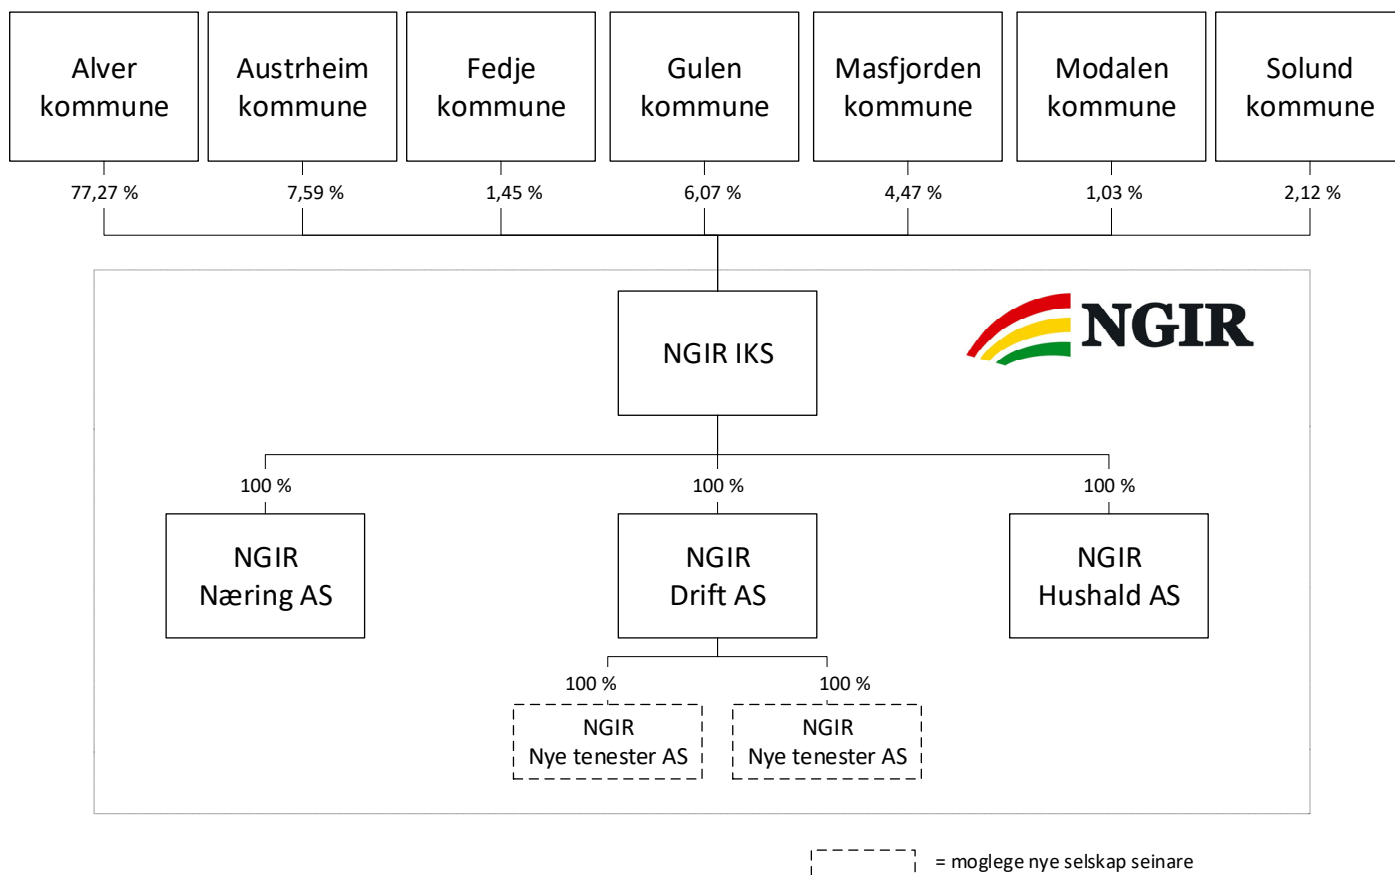 Alver
kommune
Austrheim
kommune
Fedje
kommune
Gulen
kommune
Masfjorden
kommune
Modalen
kommune
Solund
kommune
77,27 %
7,59 %
1,45 %
6,07 %
4,47 %
1,03 %
2,12 %
NGIR IKS
NGIR
100 %
100 %
100 %
NGIR
Næring AS
NGIR
Drift AS
NGIR
Hushald AS
100 %
100 %
NGIR
Nye tenester AS
NGIR
Nye tenester AS
= moglege nye selskap seinare